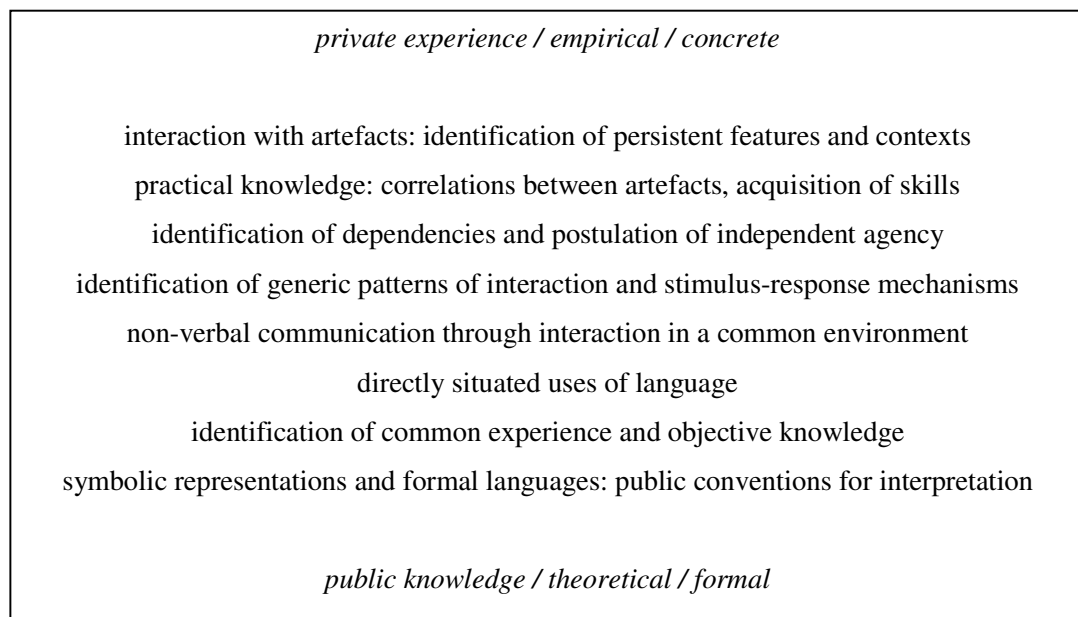 private experience / empirical / concrete
interaction with artefacts: identification of persistent features and contexts
practical knowledge: correlations between artefacts, acquisition of skills
identification of dependencies and postulation of independent agency
identification of generic patterns of interaction and stimulus-response mechanisms
non-verbal communication through interaction in a common environment
directly situated uses of language
identification of common experience and objective knowledge
symbolic representations and formal languages: public conventions for interpretation
public knowledge / theoretical / formal